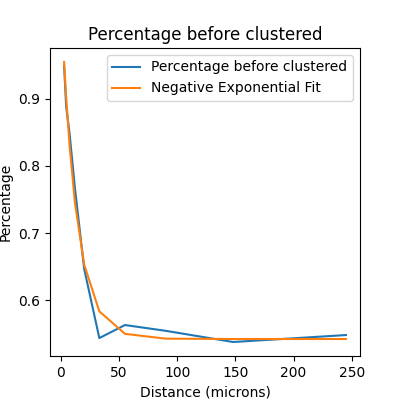 Percentage before clustered
Percentage before clustered
Negative Exponential Fit
Percentage
0.9
0.8
0.7
0.6
0 50 100 150 200 250
Distance (microns)